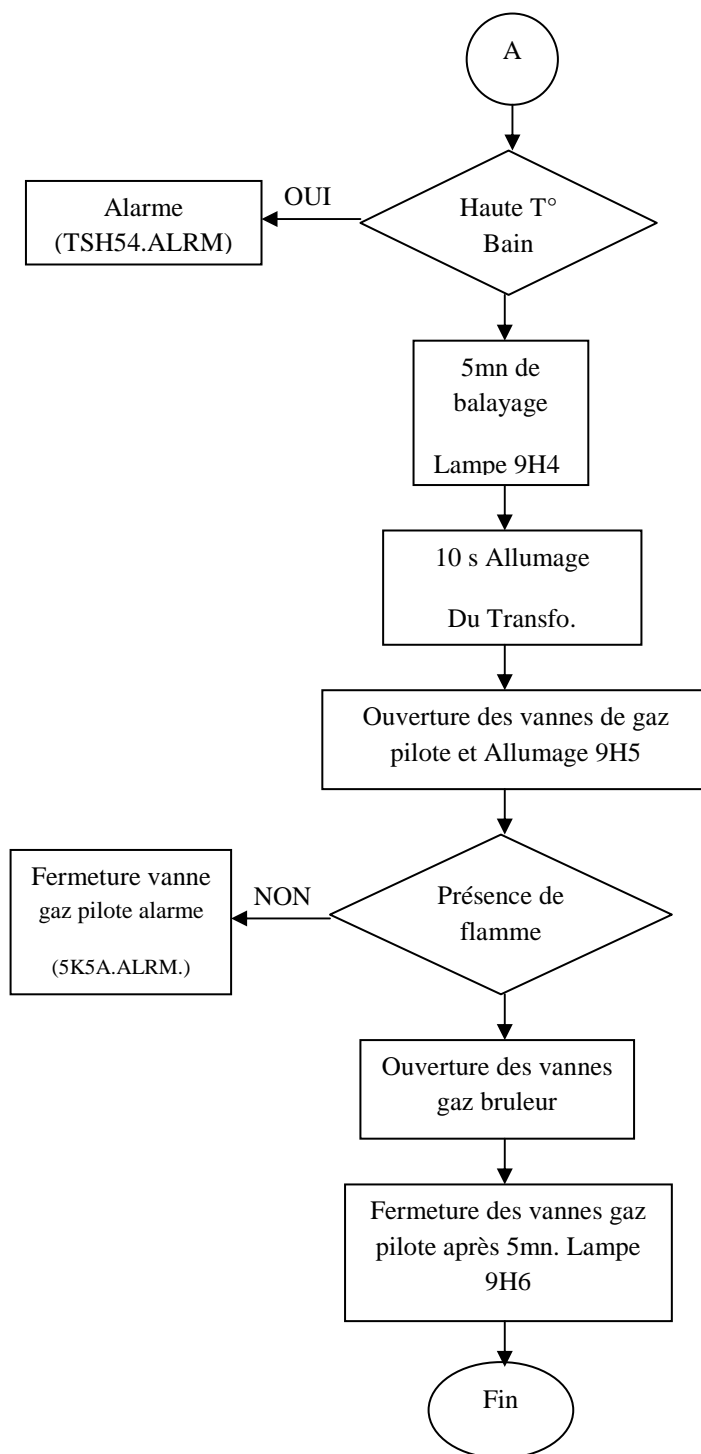 A
Haute T°
Bain
OUI
Alarme
(TSH54.ALRM)
5mn de
balayage
Lampe 9H4
10 s Allumage
Du Transfo.
Ouverture des vannes de gaz
pilote et Allumage 9H5
Présence de
flamme
NON
Fermeture vanne
gaz pilote alarme
(5K5A.ALRM.)
Ouverture des vannes
gaz bruleur
Fermeture des vannes gaz
pilote après 5mn. Lampe
9H6
Fin